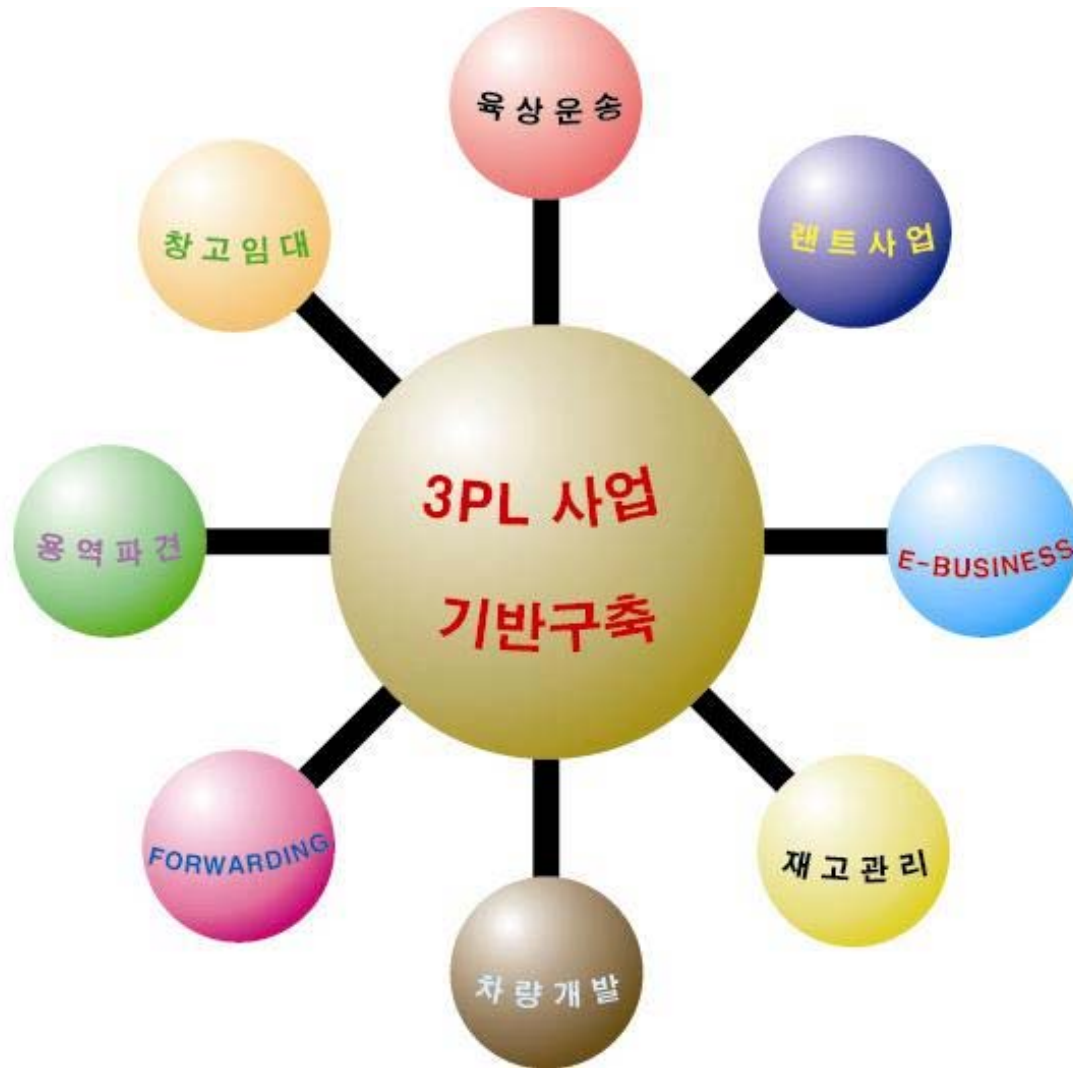 육상운송
창고임대
랜트사업
3PL 사업
기반구축
용역파견
E-BUSINESS
FORWARDING
재고관리
차량개발